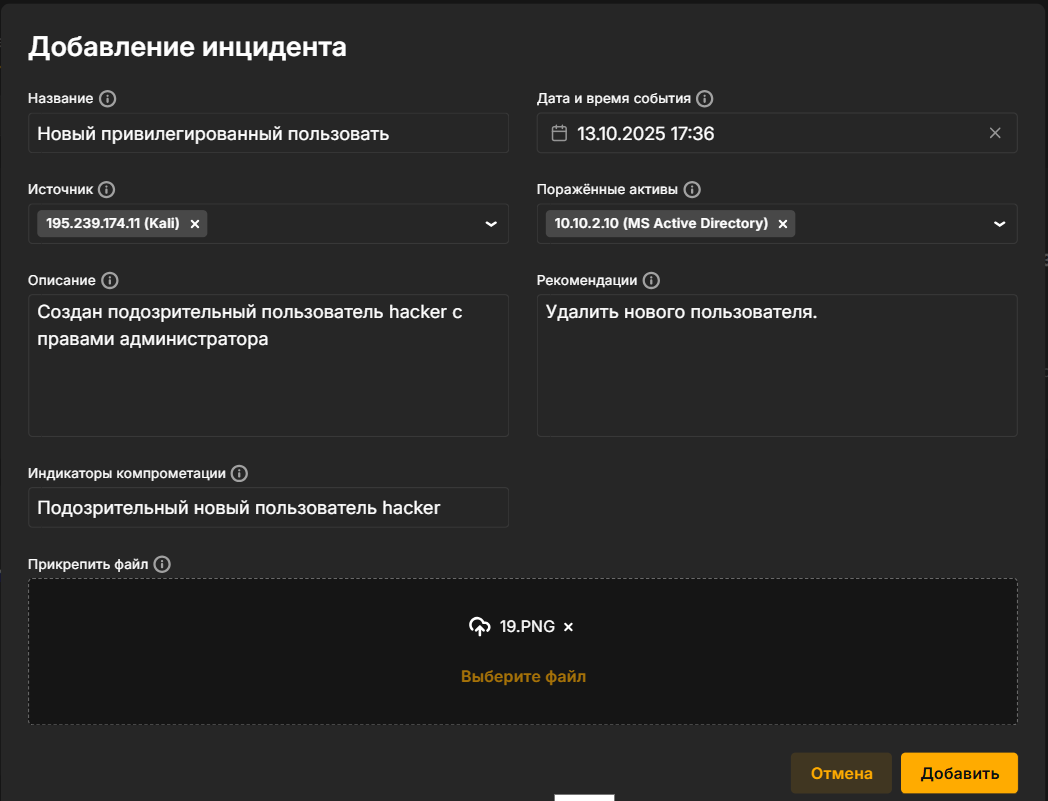 Добавление инцидента
Название
Дата и время события
Новый привилегированный пользовать
13.10.2025 17:36
Источник
Поражённые активы
195.239.174.11 (Kali)
10.10.2.10 (MS Active Directory)
Описание
Рекомендации
Создан подозрительный пользователь hacker с
правами администратора
Удалить нового пользователя.
Индикаторы компрометации
Подозрительный новый пользователь hacker
Прикрепить файл
19.PNG
Выберите файл
Отмена
Добавить